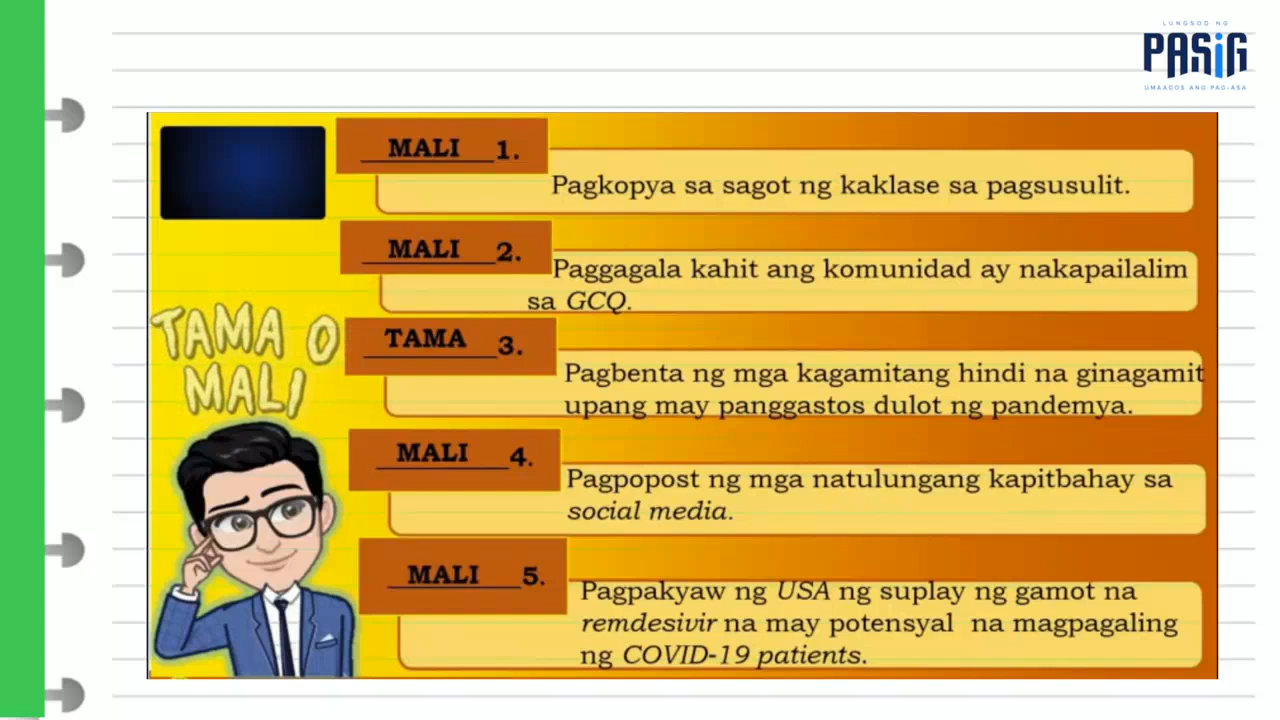 LUNGSOD NG
PASiG
UMAAGOS ANG PAG-ASA
TAMA O
MALI
MALI 1.
Pagkopya sa sagot ng kaklase sa pagsusulit.
MALI 2.
Paggagala kahit ang komunidad ay nakapailalim
sa GCQ.
TAMA 3.
Pagbenta ng mga kagamitang hindi na ginagamit
upang may panggastos dulot ng pandemya.
MALI 4.
Pagpopost ng mga natulungang kapitbahay sa
social media.
MALI 5.
Pagpakyaw ng USA ng suplay ng gamot na
remdesivir na may potensyal na magpagaling
ng COVID-19 patients.